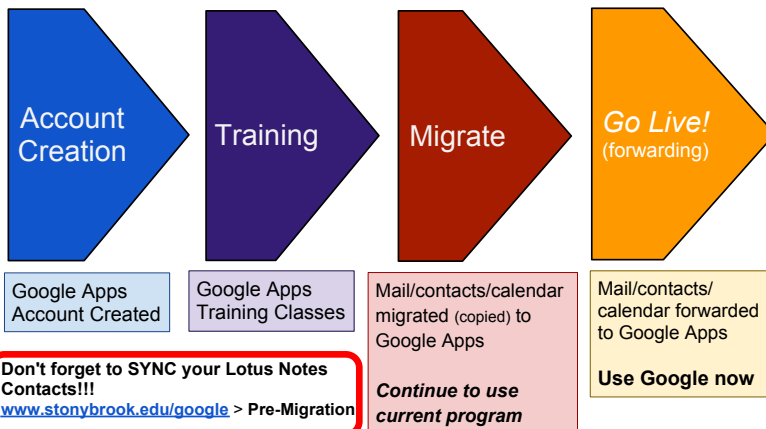 Account
Creation
Training
Migrate
Go Live!
(forwarding)
Google Apps
Account Created
Google Apps
Training Classes
Mail/contacts/calendar
migrated (copied) to
Google Apps
Continue to use
current program
Mail/contacts/
calendar forwarded
to Google Apps
Use Google now
Don't forget to SYNC your Lotus Notes
Contacts!!!
www.stonybrook.edu/google > Pre-Migration